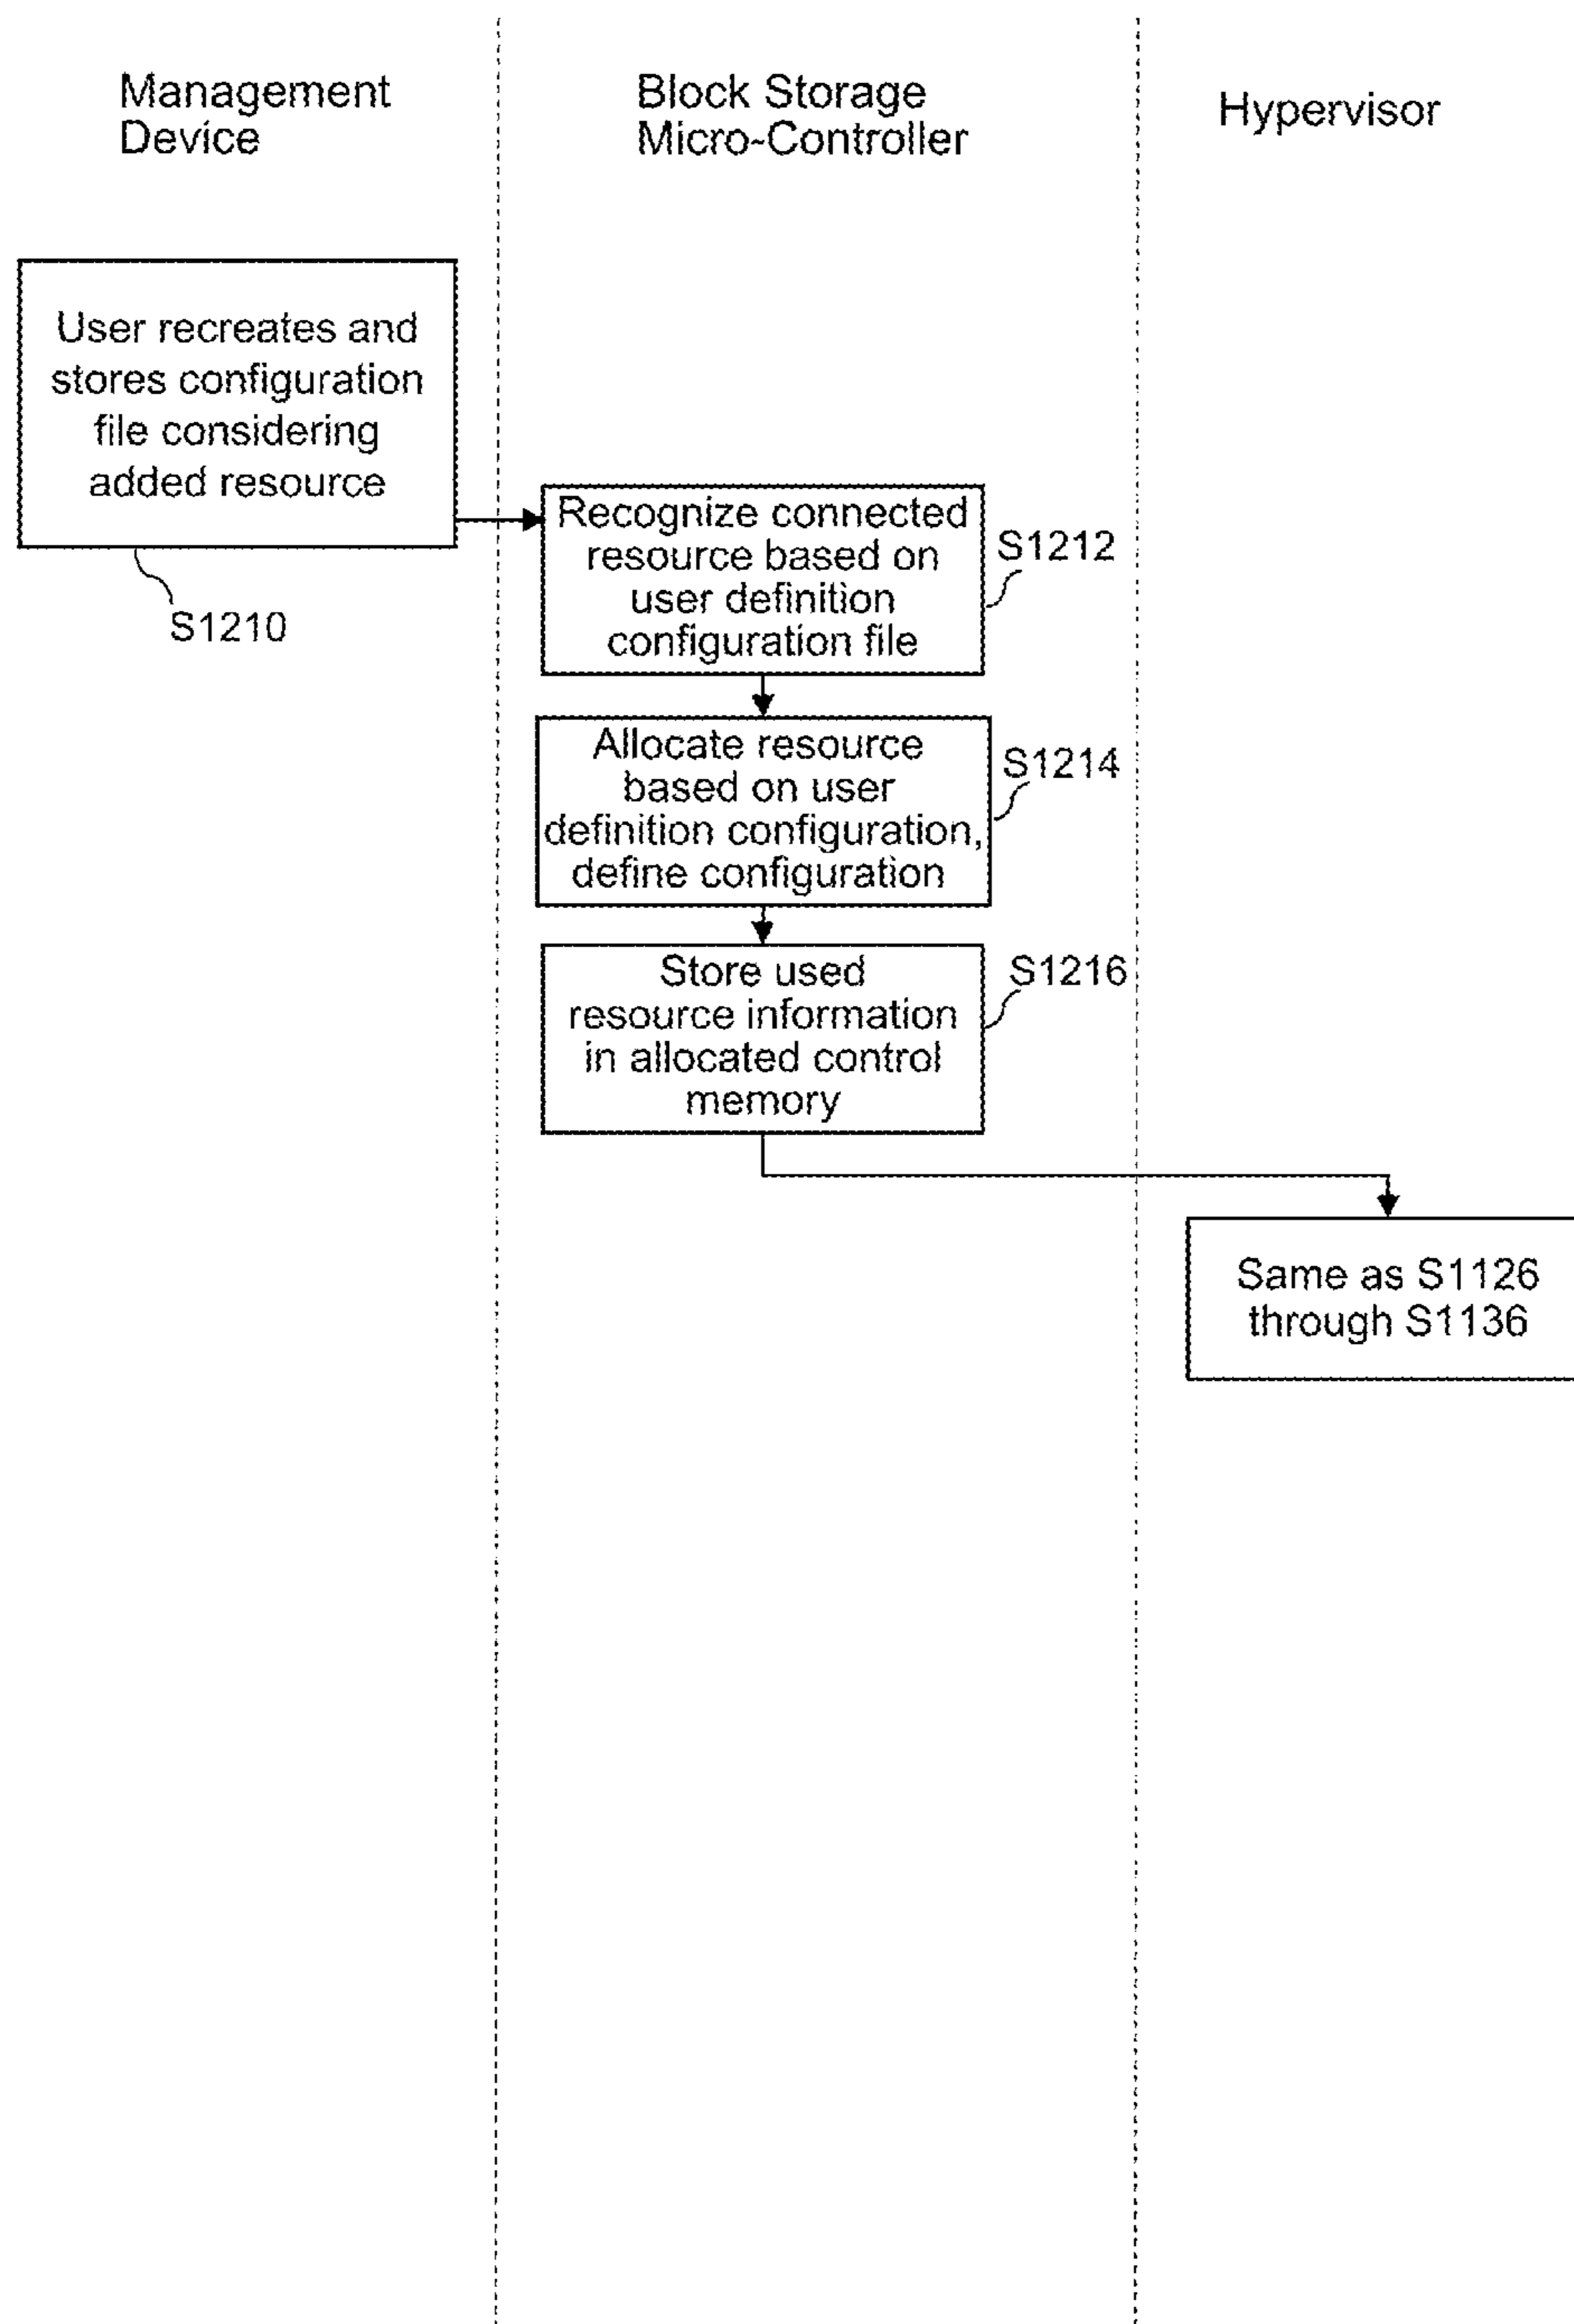 Management
Device
Block Storage
Micro-Controller
Hypervisor
User recreates and
stores configuration
file considering
added resource
S1210
Recognize connected
resource based on
user definition
configuration file
S1212
Allocate resource
based on user
definition configuration,
define configuration
S1214
Store used
resource information
in allocated control
memory
S1216
Same as S1126
through S1136